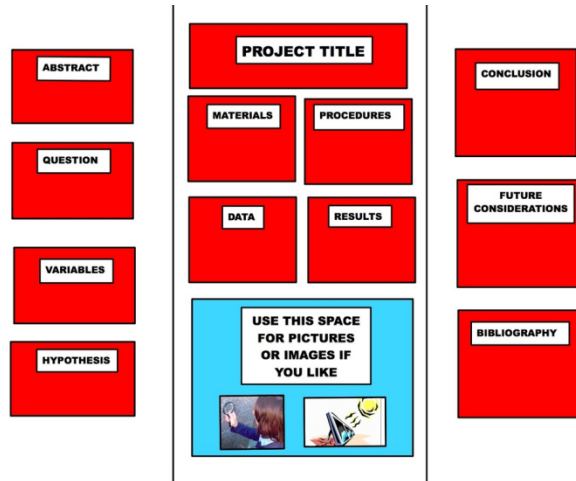 ABSTRACT
QUESTION
VARIABLES
HYPOTHESIS
PROJECT TITLE
MATERIALS
PROCEDURES
DATA
RESULTS
USE THIS SPACE
FOR PICTURES
OR IMAGES IF
YOU LIKE
CONCLUSION
FUTURE
CONSIDERATIONS
BIBLIOGRAPHY